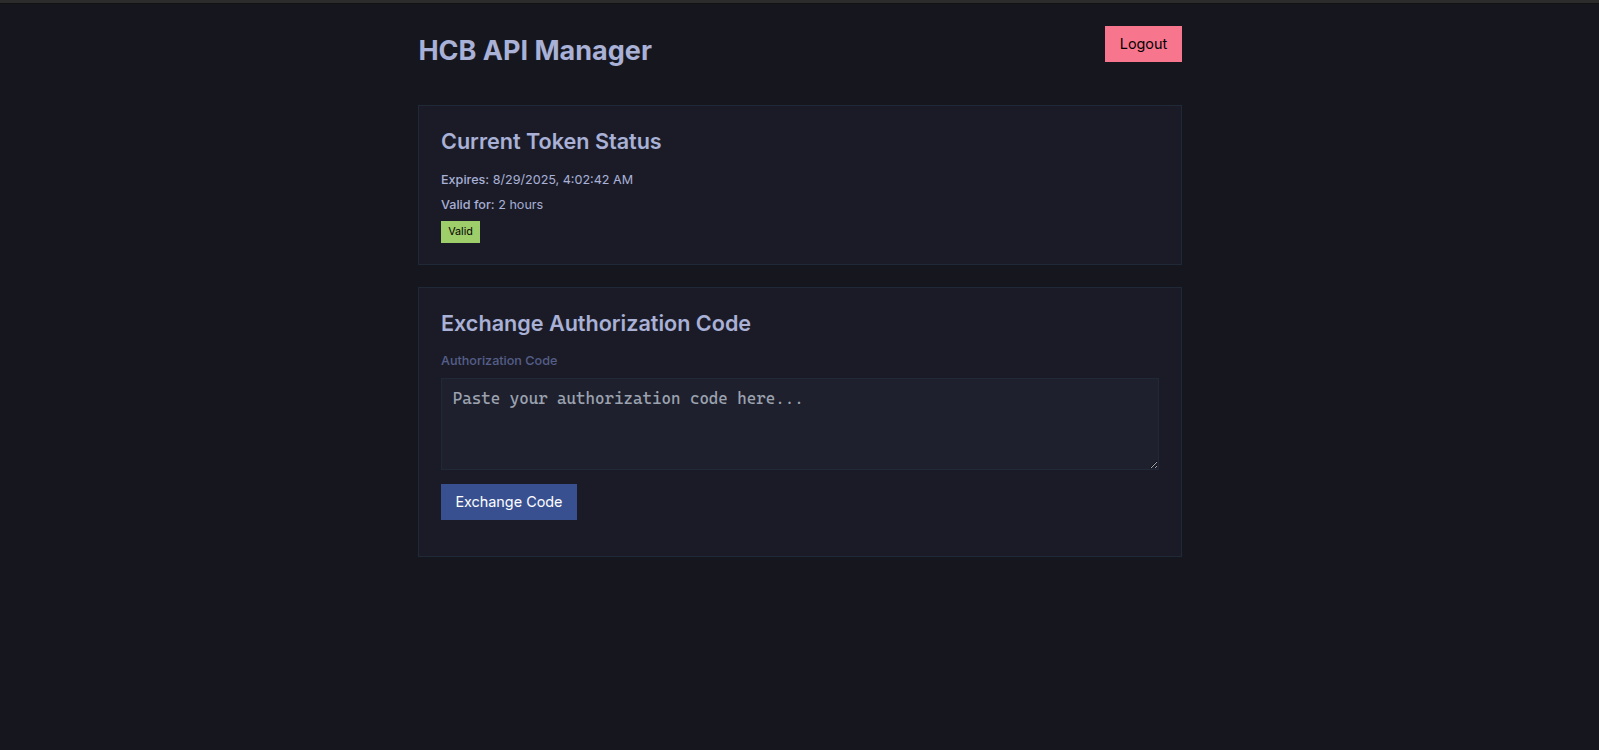 HCB API Manager
Logout
Current Token Status
Expires: 8/29/2025, 4:02:42 AM
Valid for: 2 hours
Valid
Exchange Authorization Code
Authorization Code
Paste your authorization code here...
Exchange Code